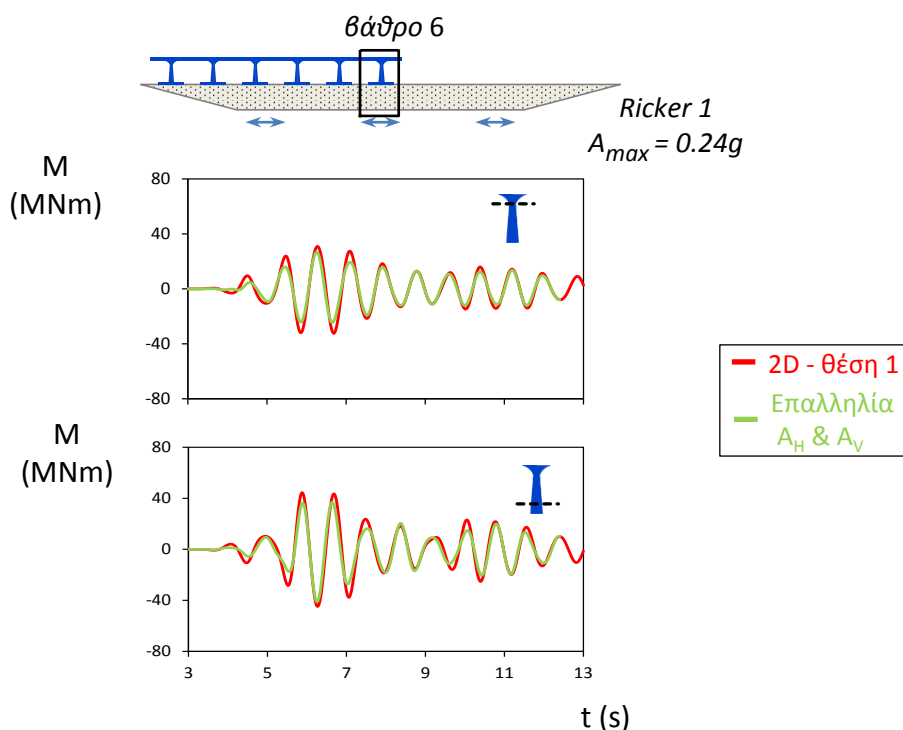 βάθρο 6
Ricker 1
Amax = 0.24g
M
(MNm)
80
40
0
-40
-80
2D - θέση 1
Επαλληλία
AH & AV
M
(MNm)
80
40
0
-40
-80
3 5 7 9 11 13
t (s)